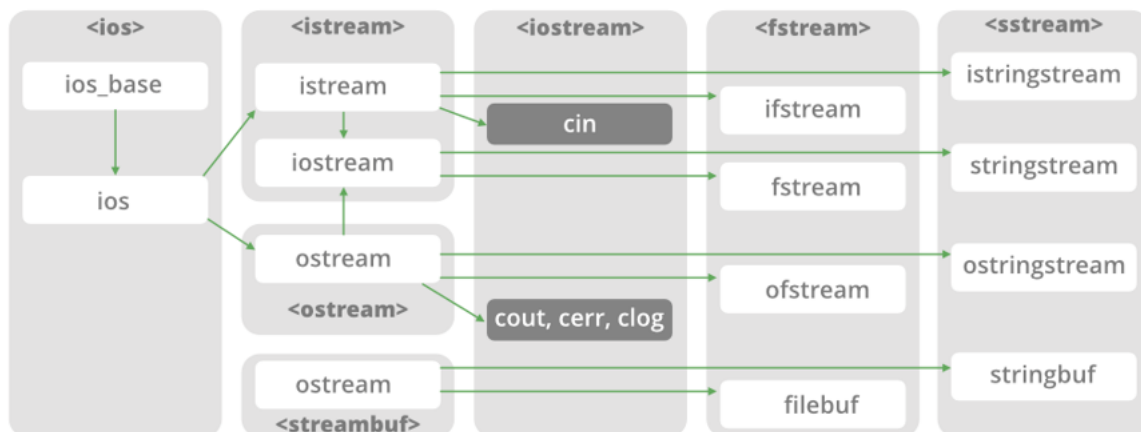 <ios>
ios_base
ios
<istream>
istream
iostream
ostream
<ostream>
ostream
<streambuf>
<iostream>
cin
cout, cerr, clog
<fstream>
ifstream
fstream
ofstream
filebuf
<sstream>
istringstream
stringstream
ostringstream
stringbuf